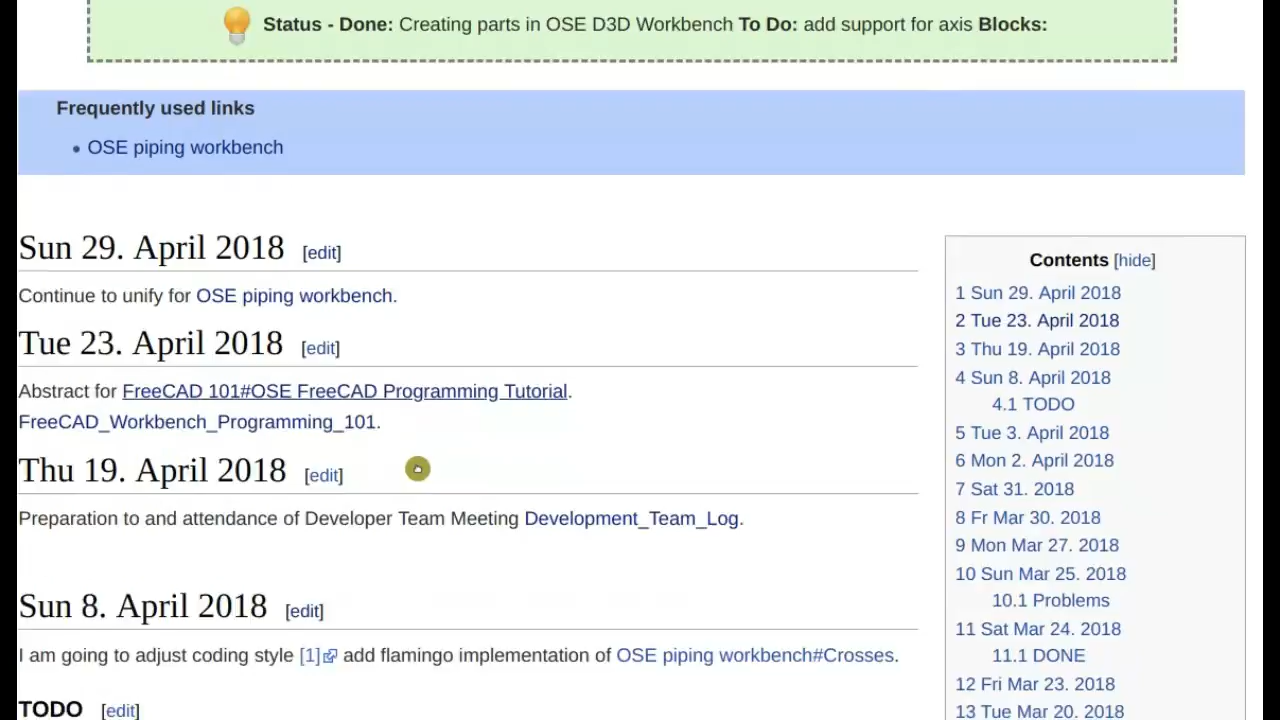 Status - Done: Creating parts in OSE D3D Workbench To Do: add support for axis Blocks:
Frequently used links
• OSE piping workbench
Sun 29. April 2018 [edit]
Continue to unify for OSE piping workbench.
Tue 23. April 2018 [edit]
Abstract for FreeCAD 101#OSE FreeCAD Programming Tutorial.
FreeCAD_Workbench_Programming_101.
Thu 19. April 2018 [edit]
Preparation to and attendance of Developer Team Meeting Development_Team_Log.
Sun 8. April 2018 [edit]
I am going to adjust coding style [1] add flamingo implementation of OSE piping workbench#Crosses.
TODO [edit]
Contents [hide]
1 Sun 29. April 2018
2 Tue 23. April 2018
3 Thu 19. April 2018
4 Sun 8. April 2018
4.1 TODO
5 Tue 3. April 2018
6 Mon 2. April 2018
7 Sat 31. 2018
8 Fr Mar 30. 2018
9 Mon Mar 27. 2018
10 Sun Mar 25. 2018
10.1 Problems
11 Sat Mar 24. 2018
11.1 DONE
12 Fri Mar 23. 2018
13 Tue Mar 20. 2018